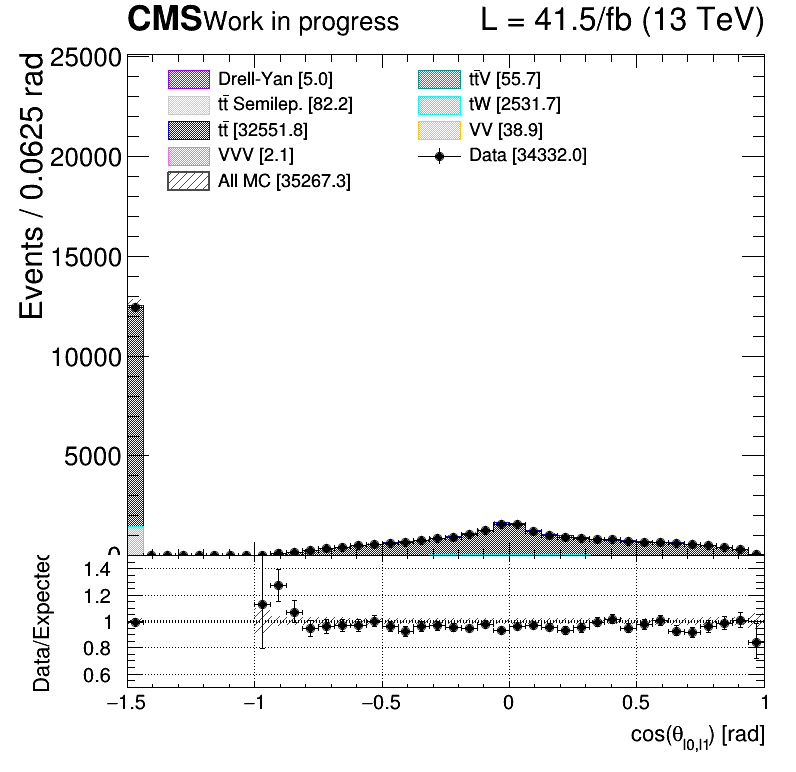 CMS Work in progress L = 41.5/fb (13 TeV)
Events / 0.0625 rad
25000
20000
15000
10000
5000
0
Drell-Yan [5.0]
tt̄ Semilep. [82.2]
tt̄ [32551.8]
VVV [2.1]
All MC [35267.3]
tt̄V [55.7]
tW [2531.7]
VV [38.9]
Data [34332.0]
Data/Expected
1.4
1.2
1
0.8
0.6
−1.5 −1 −0.5 0 0.5 1
cos(θ_l0,l1) [rad]